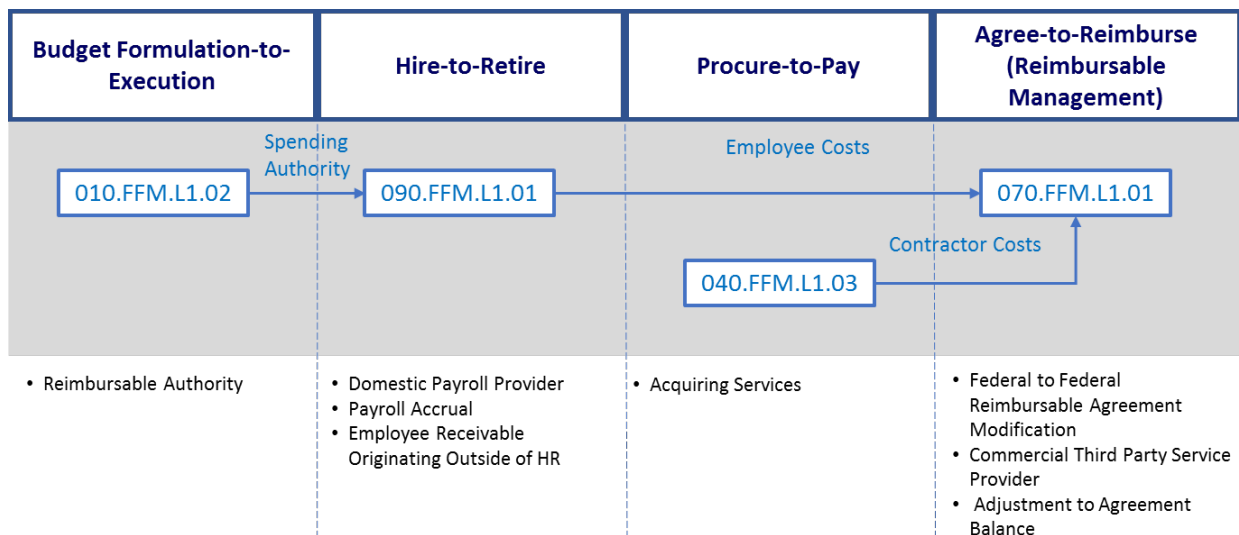 Budget Formulation-to-
Execution
Hire-to-Retire
Procure-to-Pay
Agree-to-Reimburse
(Reimbursable
Management)
Spending
Authority
Employee Costs
010.FFM.L1.02
090.FFM.L1.01
070.FFM.L1.01
Contractor Costs
040.FFM.L1.03
• Reimbursable Authority
• Domestic Payroll Provider
• Payroll Accrual
• Employee Receivable
Originating Outside of HR
• Acquiring Services
• Federal to Federal
Reimbursable Agreement
Modification
• Commercial Third Party Service
Provider
• Adjustment to Agreement
Balance